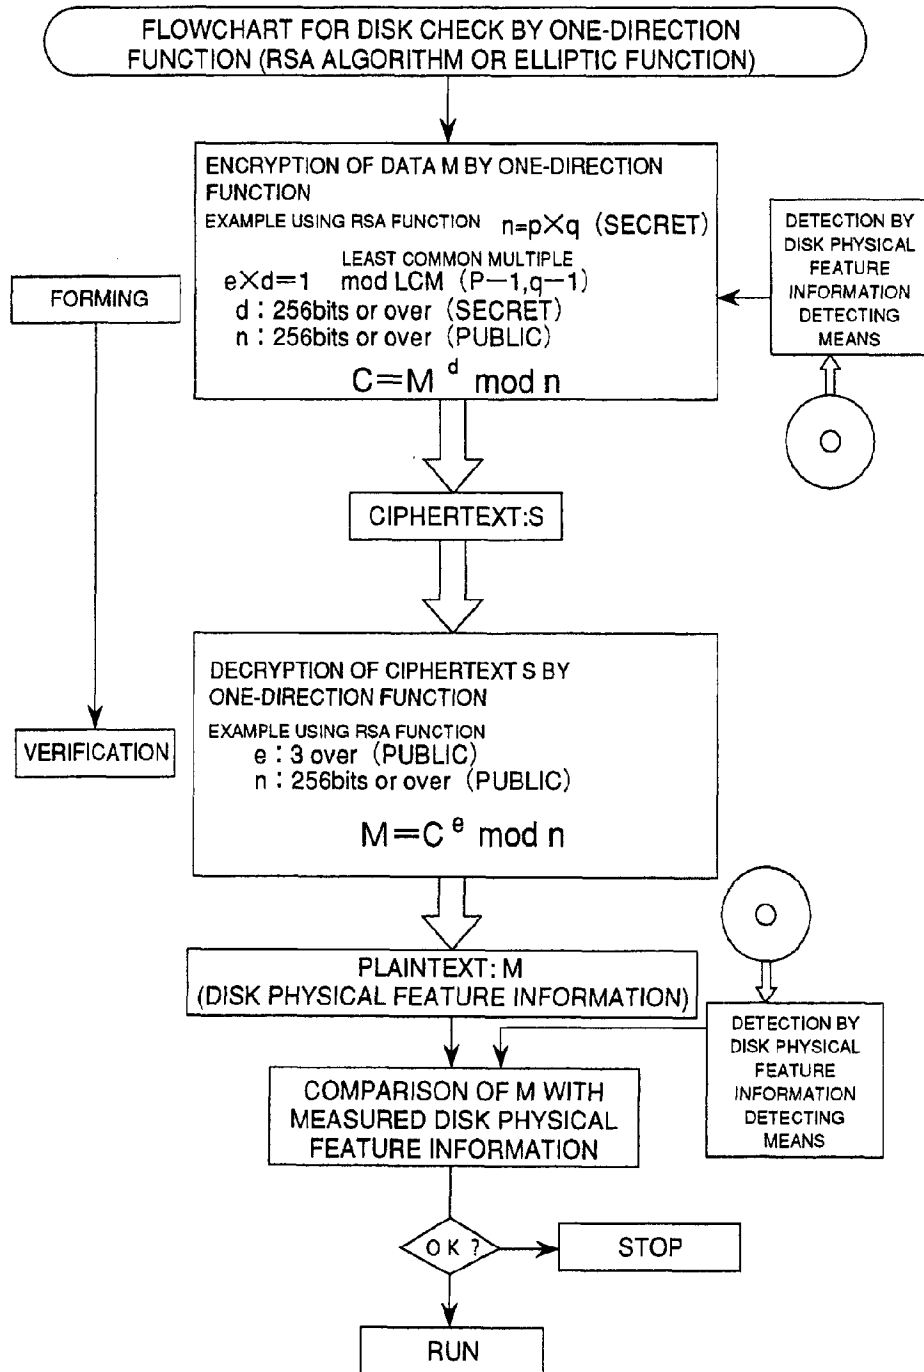 FLOWCHART FOR DISK CHECK BY ONE-DIRECTION
FUNCTION (RSA ALGORITHM OR ELLIPTIC FUNCTION)
ENCRYPTION OF DATA M BY ONE-DIRECTION
FUNCTION
EXAMPLE USING RSA FUNCTION n=p×q (SECRET)
LEAST COMMON MULTIPLE
e×d=1 mod LCM (P−1,q−1)
d : 256bits or over (SECRET)
n : 256bits or over (PUBLIC)
C=M^d mod n
DETECTION BY
DISK PHYSICAL
FEATURE
INFORMATION
DETECTING
MEANS
FORMING
CIPHERTEXT:S
DECRYPTION OF CIPHERTEXT S BY
ONE-DIRECTION FUNCTION
EXAMPLE USING RSA FUNCTION
e : 3 over (PUBLIC)
n : 256bits or over (PUBLIC)
M=C^e mod n
VERIFICATION
PLAINTEXT: M
(DISK PHYSICAL FEATURE INFORMATION)
DETECTION BY
DISK PHYSICAL
FEATURE
INFORMATION
DETECTING
MEANS
COMPARISON OF M WITH
MEASURED DISK PHYSICAL
FEATURE INFORMATION
OK?
STOP
RUN